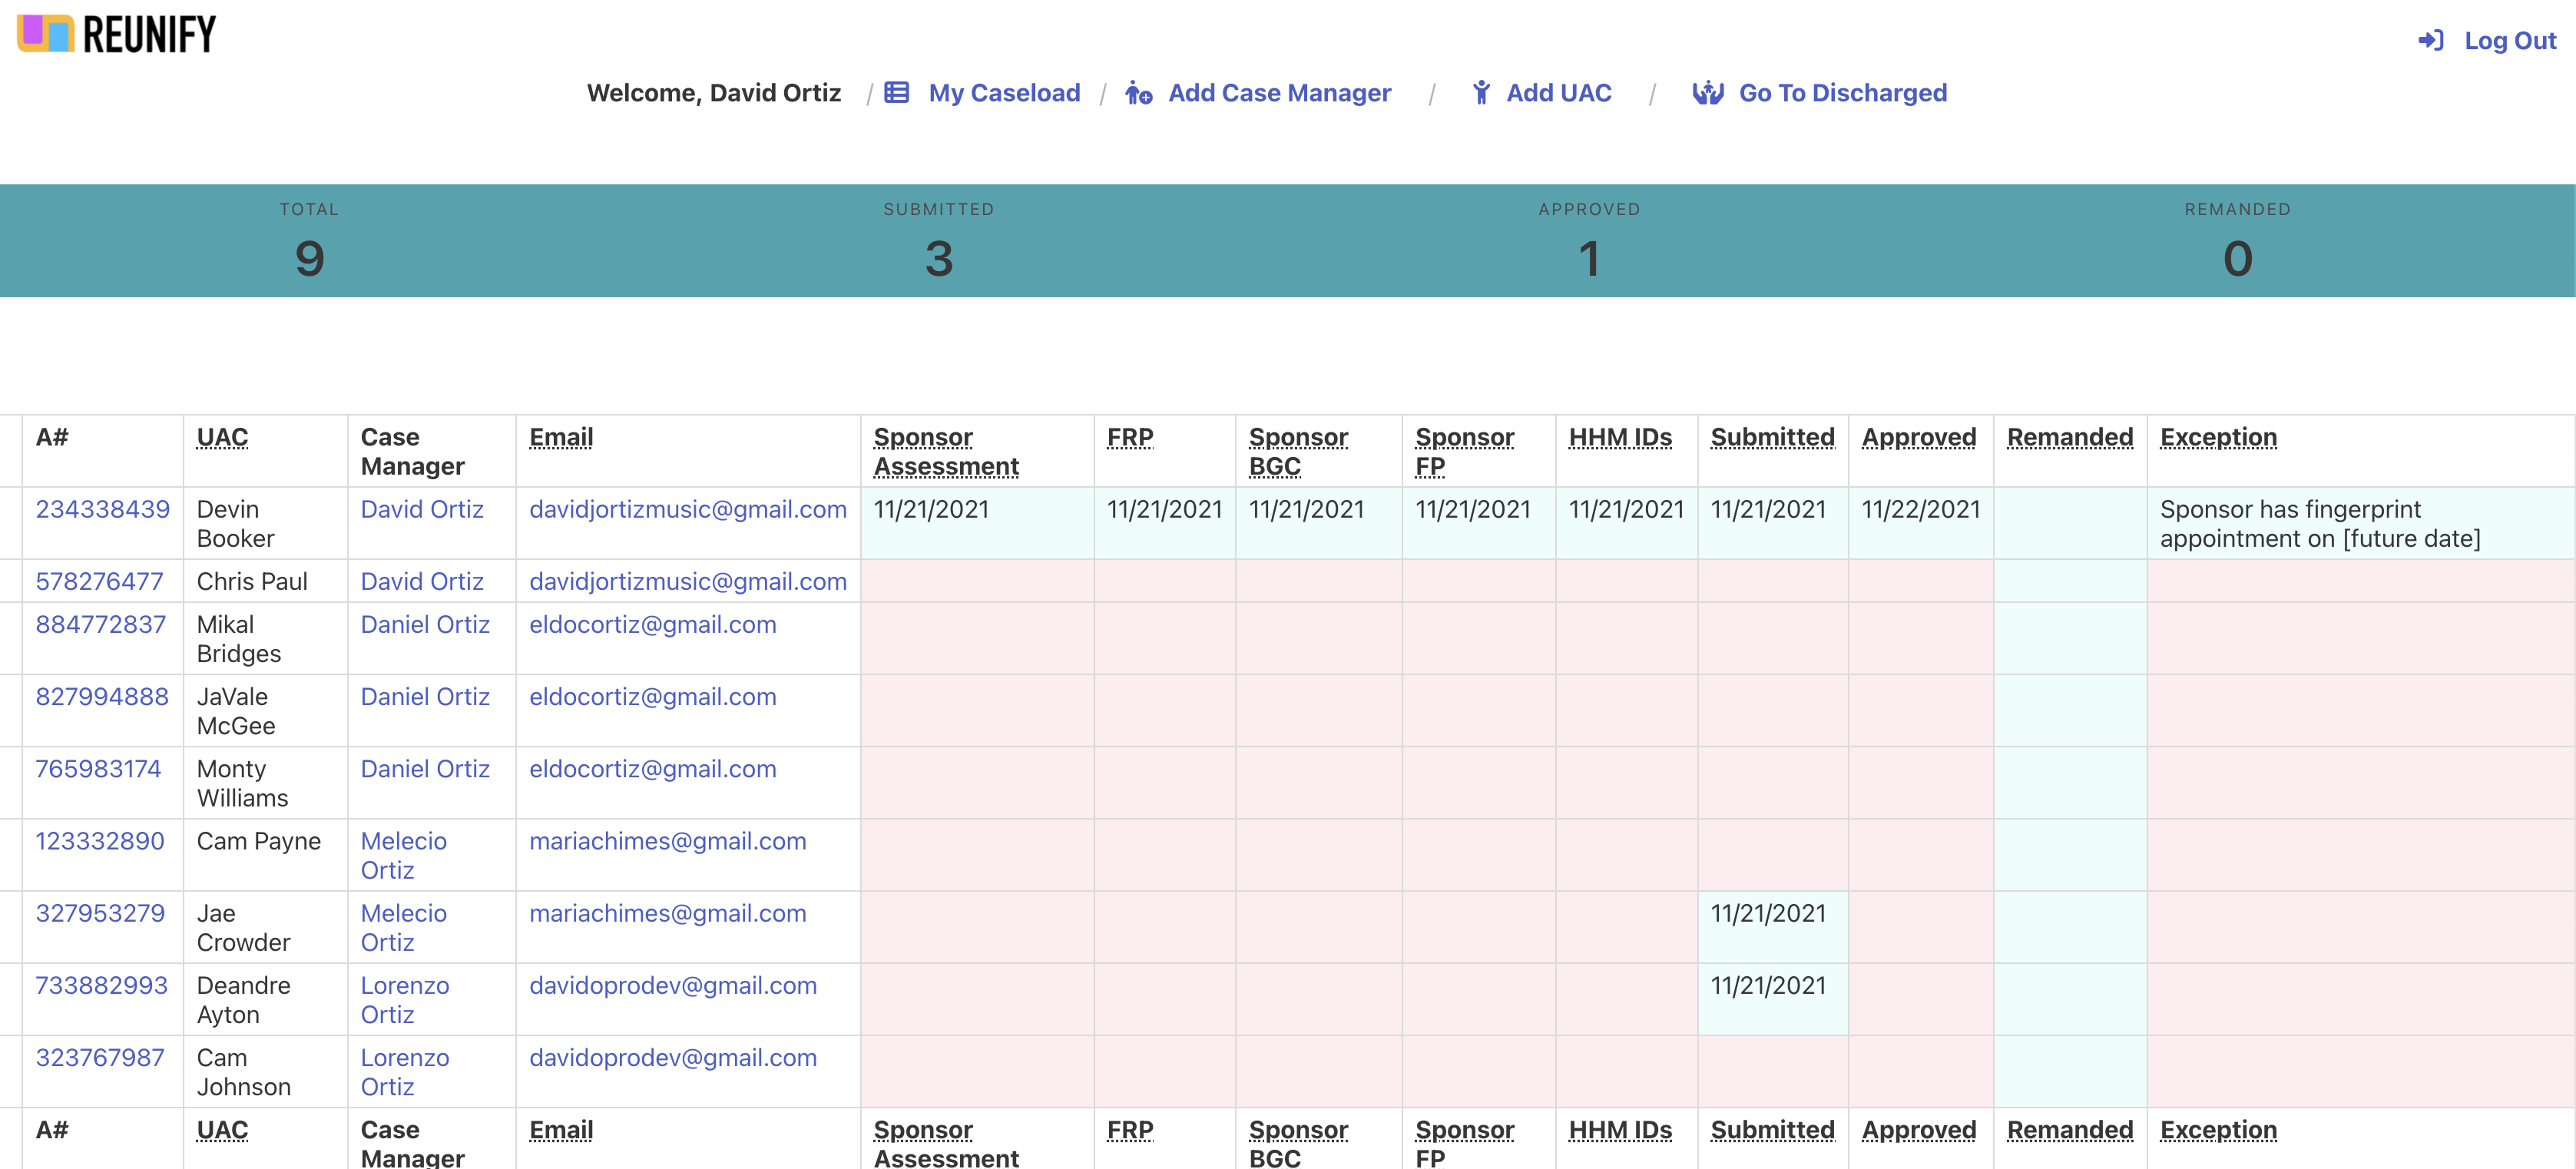 REUNIFY
Log Out
Welcome, David Ortiz / My Caseload / Add Case Manager / Add UAC / Go To Discharged
TOTAL SUBMITTED APPROVED REMANDED
9 3 1 0
A# UAC Case Manager Email Sponsor Assessment FRP Sponsor BGC Sponsor FP HHM IDs Submitted Approved Remanded Exception
234338439 Devin Booker David Ortiz davidjortizmusic@gmail.com 11/21/2021 11/21/2021 11/21/2021 11/21/2021 11/21/2021 11/21/2021 11/22/2021 Sponsor has fingerprint appointment on [future date]
578276477 Chris Paul David Ortiz davidjortizmusic@gmail.com
884772837 Mikal Bridges Daniel Ortiz eldocortiz@gmail.com
827994888 JaVale McGee Daniel Ortiz eldocortiz@gmail.com
765983174 Monty Williams Daniel Ortiz eldocortiz@gmail.com
123332890 Cam Payne Melecio Ortiz mariachimes@gmail.com
327953279 Jae Crowder Melecio Ortiz mariachimes@gmail.com 11/21/2021
733882993 Deandre Ayton Lorenzo Ortiz davidoprodev@gmail.com 11/21/2021
323767987 Cam Johnson Lorenzo Ortiz davidoprodev@gmail.com
A# UAC Case Manager Email Sponsor Assessment FRP Sponsor BGC Sponsor FP HHM IDs Submitted Approved Remanded Exception